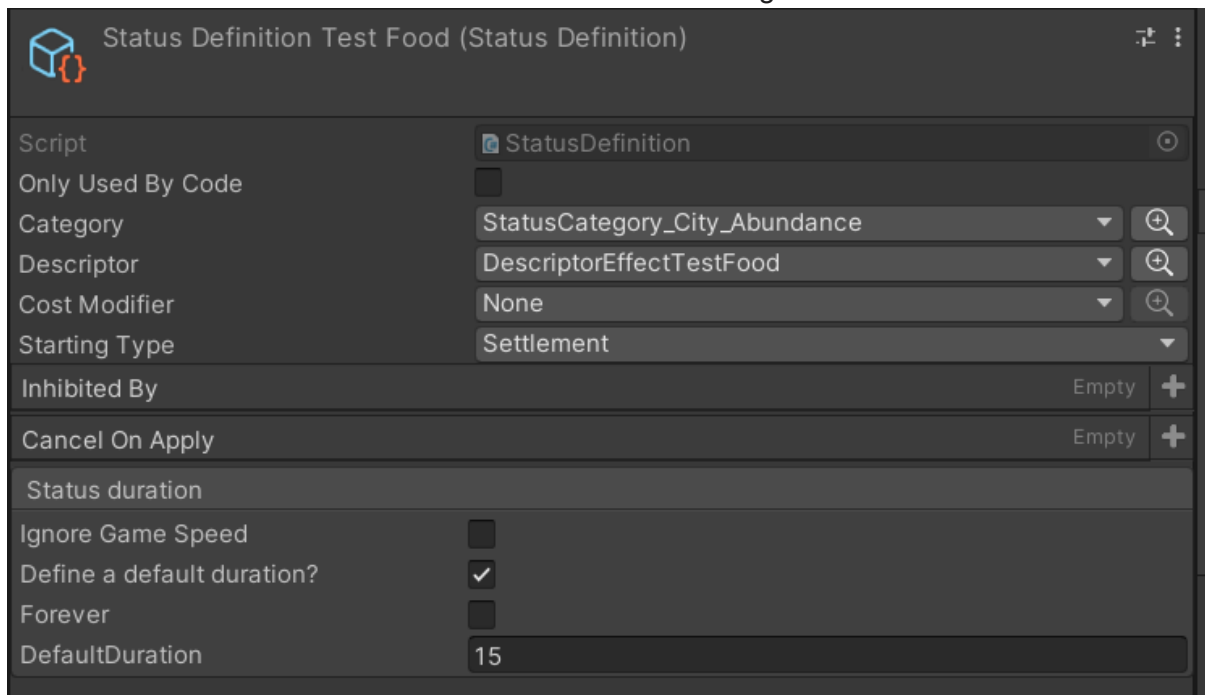 Status Definition Test Food (Status Definition)
Script StatusDefinition
Only Used By Code
Category StatusCategory_City_Abundance
Descriptor DescriptorEffectTestFood
Cost Modifier None
Starting Type Settlement
Inhibited By Empty
Cancel On Apply Empty
Status duration
Ignore Game Speed
Define a default duration?
Forever
DefaultDuration 15